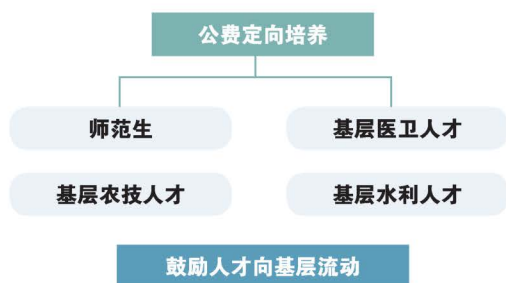 公费定向培养
师范生
基层医卫人才
基层农技人才
基层水利人才
鼓励人才向基层流动